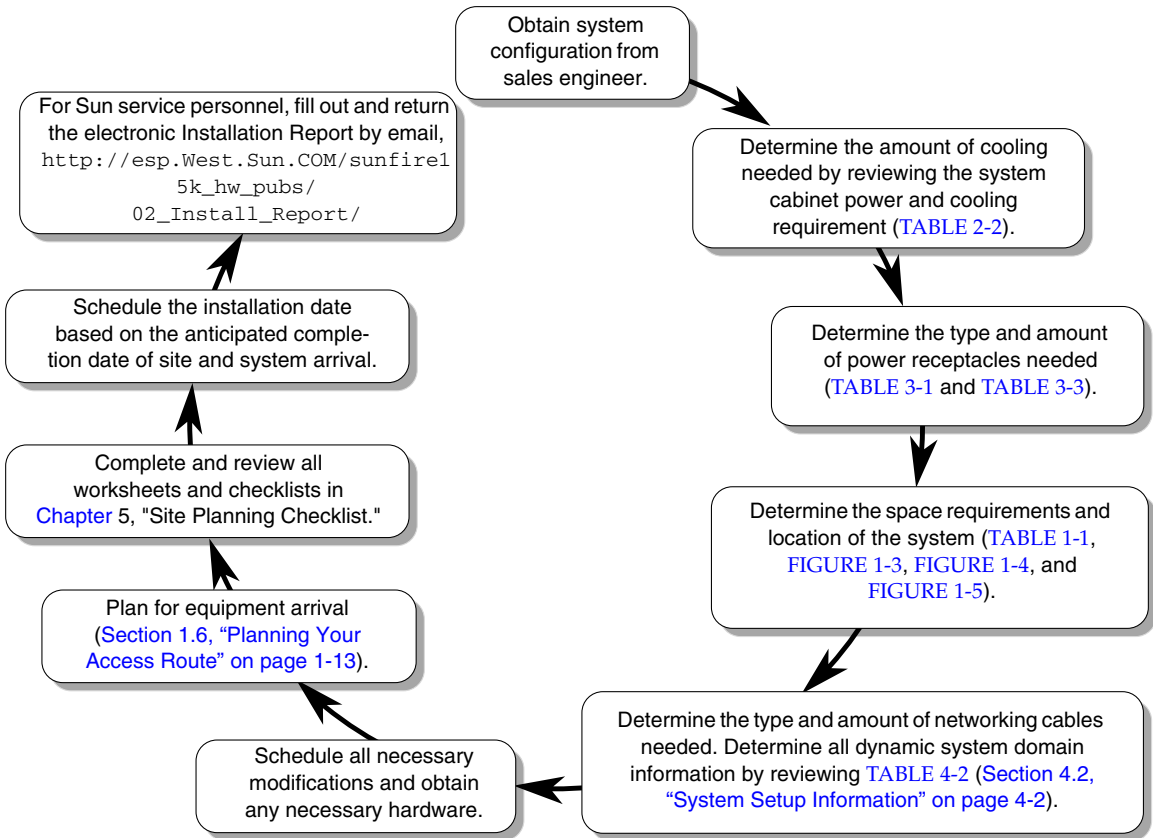 Obtain system
configuration from
sales engineer.
Determine the amount of cooling
needed by reviewing the system
cabinet power and cooling
requirement (TABLE 2-2).
Determine the type and amount
of power receptacles needed
(TABLE 3-1 and TABLE 3-3).
Determine the space requirements and
location of the system (TABLE 1-1,
FIGURE 1-3, FIGURE 1-4, and
FIGURE 1-5).
Determine the type and amount of networking cables
needed. Determine all dynamic system domain
information by reviewing TABLE 4-2 (Section 4.2,
“System Setup Information” on page 4-2).
Schedule all necessary
modifications and obtain
any necessary hardware.
Plan for equipment arrival
(Section 1.6, “Planning Your
Access Route” on page 1-13).
Complete and review all
worksheets and checklists in
Chapter 5, "Site Planning Checklist."
Schedule the installation date
based on the anticipated comple-
tion date of site and system arrival.
For Sun service personnel, fill out and return
the electronic Installation Report by email,
http://esp.West.Sun.COM/sunfire1
5k_hw_pubs/
02_Install_Report/